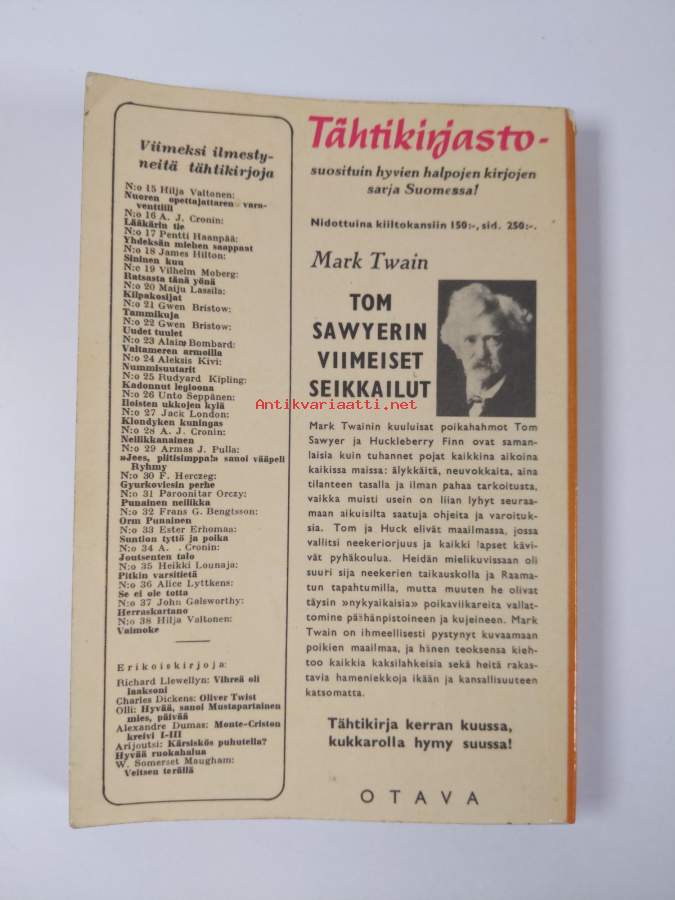 Viimeksi ilmesty-
neitä tähtikirjoja
N:o 15 Hilja Valtonen:
Nuoren opettajattaren vara-
venttiili
N:o 16 A. J. Cronin:
Lääkärin tie
N:o 17 Pentti Haanpää:
Yhdeksän miehen saappaat
N:o 18 James Hilton:
Sininen kuu
N:o 19 Vilhelm Moberg:
Ratsasta tänä yönä
N:o 20 Maiju Lassila:
Kilpakosijat
N:o 21 Gwen Bristow:
Tammikuja
N:o 22 Gwen Bristow:
Uudet tuulet
N:o 23 Alain Bombard:
Valtameren armoilla
N:o 24 Aleksis Kivi:
Nummisuutarit
N:o 25 Rudyard Kipling:
Kadonnut legioona
N:o 26 Unto Seppänen:
Iloisten ukkojen kylä
N:o 27 Jack London:
Klondyken kuningas
N:o 28 A. J. Cronin:
Neilikkanainen
N:o 29 Armas J. Pulla:
»Jees, plitisimppa!» sanoi vääpeli
Ryhmy
N:o 30 F. Herczeg:
Gyurkovicsin perhe
N:o 31 Paroonitar Orczy:
Punainen neilikka
N:o 32 Frans G. Bengtsson:
Orm Punainen
N:o 33 Ester Erhomaa:
Suntion tyttö ja poika
N:o 34 A. . Cronin:
Joutsenten talo
N:o 35 Heikki Lounaja:
Pitkin varsitietä
N:o 36 Alice Lyttkens:
Se ei ole totta
N:o 37 John Galsworthy:
Herraskartano
N:o 38 Hilja Valtonen:
Vaimoke
Erikoiskirjoja:
Richard Llewellyn: Vihreä oli
laaksoni
Charles Dickens: Oliver Twist
Olli: Hyvää, sanoi Mustapartainen
mies, päivää
Alexandre Dumas: Monte-Criston
kreivi I-III
Arijoutsi: Kärsiskös puhutella?
Hyvää ruokahalua
W. Somerset Maugham:
Veitsen terällä
Tähtikirjasto-
suosituin hyvien halpojen kirjojen
sarja Suomessa!
Nidottuina kiiltokansiin 150:-, sid. 250:-.
Mark Twain
TOM
SAWYERIN
VIIMEISET
SEIKKAILUT
Antikvariaatti.net
Mark Twainin kuuluisat poikahahmot Tom
Sawyer ja Huckleberry Finn ovat saman-
laisia kuin tuhannet pojat kaikkina aikoina
kaikissa maissa: älykkäitä, neuvokkaita, aina
tilanteen tasalla ja ilman pahaa tarkoitusta,
vaikka muisti usein on liian lyhyt seuraa-
maan aikuisilta saatuja ohjeita ja varoituk-
sia. Tom ja Huck elivät maailmassa, jossa
vallitsi neekeriorjuus ja kaikki lapset kävi-
vät pyhäkoulua. Heidän mielikuvissaan oli
suuri sija neekerien taikauskolla ja Raama-
tun tapahtumilla, mutta muuten he olivat
täysin »nykyaikaisia» poikaviikareita vallat-
tomine päähänpistoineen ja kujeineen. Mark
Twain on ihmeellisesti pystynyt kuvaamaan
poikien maailmaa, ja hänen teoksensa kieh-
too kaikkia kaksilahkeisia sekä heitä rakas-
tavia hameniekkoja ikään ja kansallisuuteen
katsomatta.
Tähtikirja kerran kuussa,
kukkarolla hymy suussa!
OTAVA